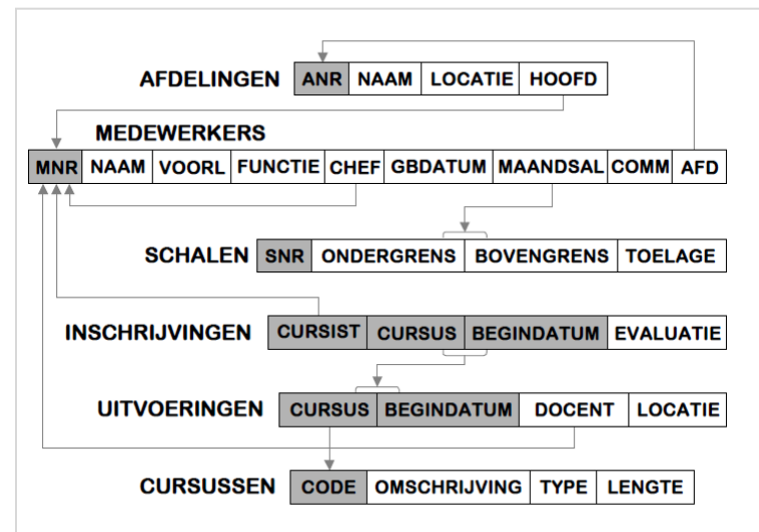 AFDELINGEN ANR NAAM LOCATIE HOOFD
MEDEWERKERS
MNR NAAM VOORL FUNCTIE CHEF GBDATUM MAANDSAL COMM AFD
SCHALEN SNR ONDERGRENS BOVENGRENS TOELAGE
INSCHRIJVINGEN CURSIST CURSUS BEGINDATUM EVALUATIE
UITVOERINGEN CURSUS BEGINDATUM DOCENT LOCATIE
CURSUSSEN CODE OMSCHRIJVING TYPE LENGTE